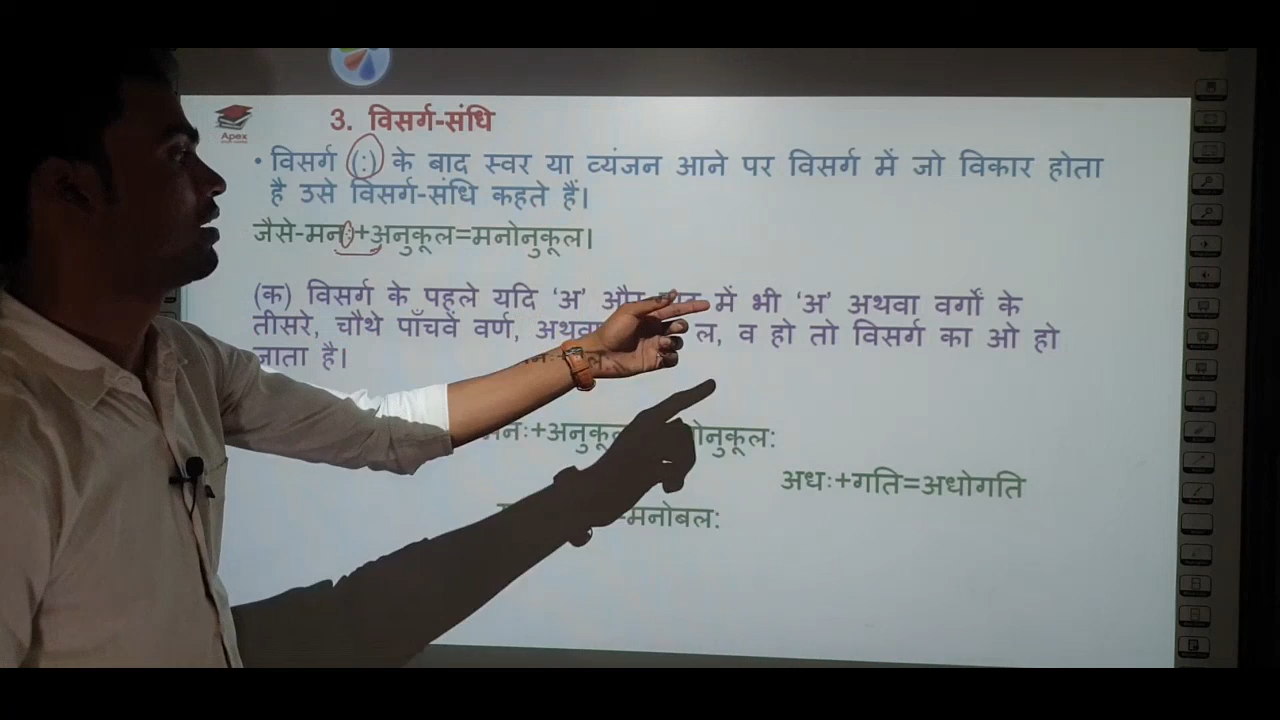 Apex
3. विसर्ग-संधि
• विसर्ग (:) के बाद स्वर या व्यंजन आने पर विसर्ग में जो विकार होता
है उसे विसर्ग-संधि कहते हैं।
जैसे-मन:+अनुकूल=मनोनुकूल।
(क) विसर्ग के पहले यदि 'अ' और में भी 'अ' अथवा वर्गों के
तीसरे, चौथे पाँचवें वर्ण, अथवा ल, व हो तो विसर्ग का ओ हो
जाता है।
मनः+अनुकूल
अधः+गति=अधोगति
मनोबल: